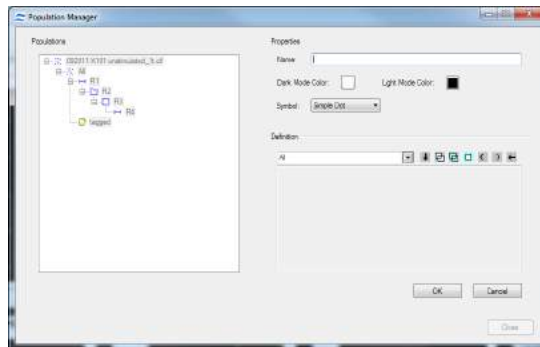 Population Manager
Populations
All
R1
R2
R3
R4
tagged
Properties
Name
Dark Mode Color:
Light Mode Color:
Symbol:
Simple Dot
Definition
All
OK
Cancel
Close